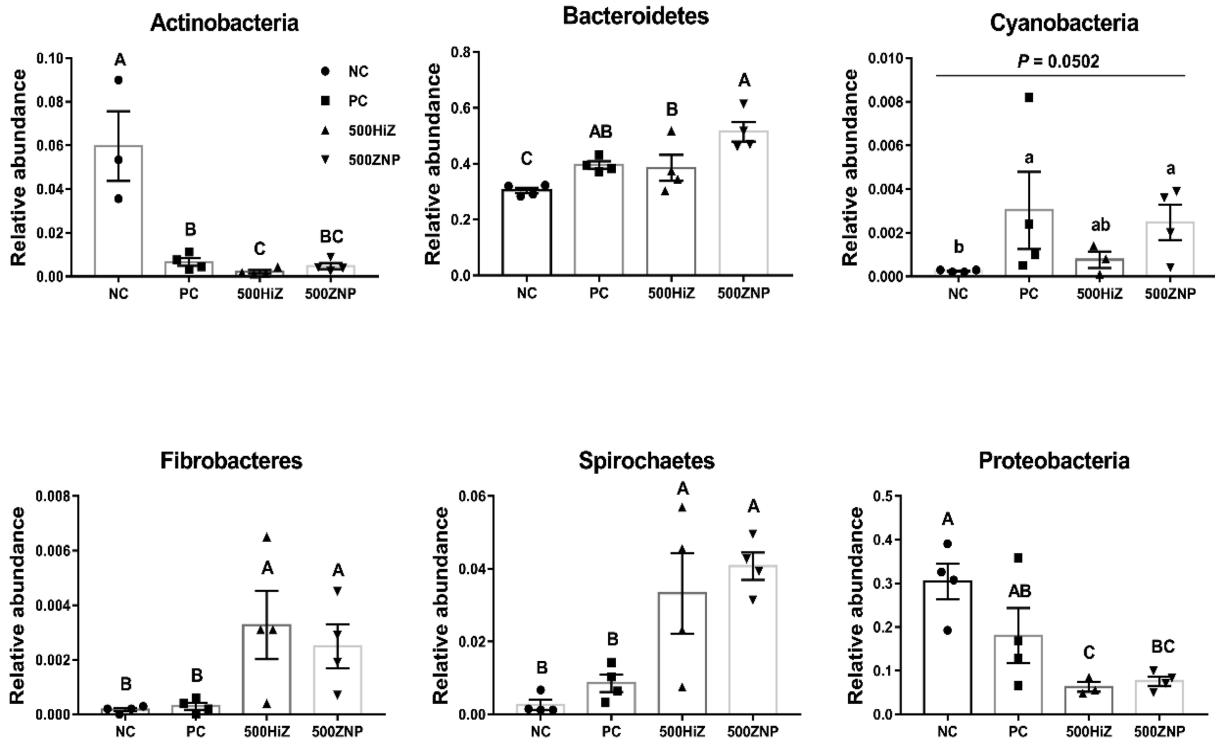 Actinobacteria
Relative abundance
0.10
0.08
0.06
0.04
0.02
0.00
A
B
C
BC
NC
PC
500HiZ
500ZNP
NC
PC
500HiZ
500ZNP
Bacteroidetes
Relative abundance
0.8
0.6
0.4
0.2
0.0
C
AB
B
A
NC
PC
500HiZ
500ZNP
Cyanobacteria
Relative abundance
0.010
0.008
0.006
0.004
0.002
0.000
P = 0.0502
b
a
ab
a
NC
PC
500HiZ
500ZNP
Fibrobacteres
Relative abundance
0.008
0.006
0.004
0.002
0.000
B
B
A
A
NC
PC
500HiZ
500ZNP
Spirochaetes
Relative abundance
0.06
0.04
0.02
0.00
B
B
A
A
NC
PC
500HiZ
500ZNP
Proteobacteria
Relative abundance
0.5
0.4
0.3
0.2
0.1
0.0
A
AB
C
BC
NC
PC
500HiZ
500ZNP